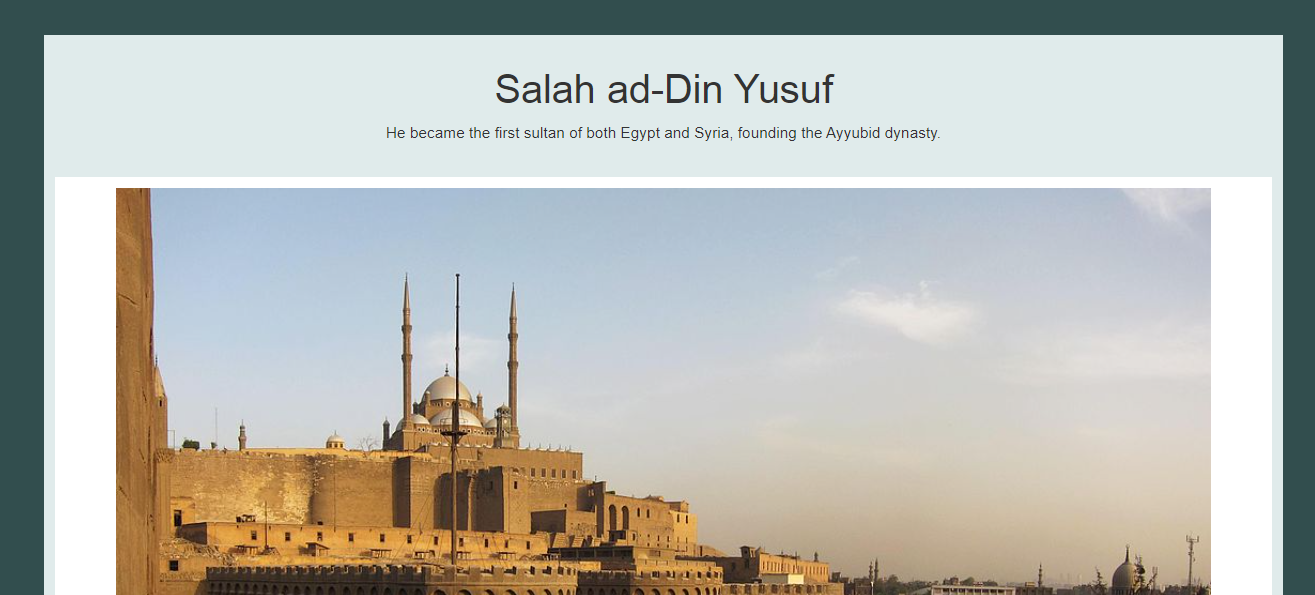 Salah ad-Din Yusuf
He became the first sultan of both Egypt and Syria, founding the Ayyubid dynasty.